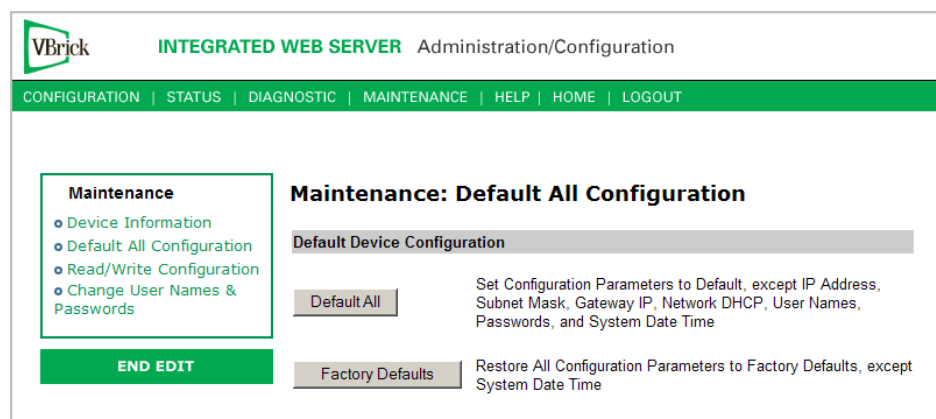 VBrick
INTEGRATED WEB SERVER Administration/Configuration
CONFIGURATION | STATUS | DIAGNOSTIC | MAINTENANCE | HELP | HOME | LOGOUT
Maintenance
Device Information
Default All Configuration
Read/Write Configuration
Change User Names &
Passwords
END EDIT
Maintenance: Default All Configuration
Default Device Configuration
Default All
Set Configuration Parameters to Default, except IP Address,
Subnet Mask, Gateway IP, Network DHCP, User Names,
Passwords, and System Date Time
Factory Defaults
Restore All Configuration Parameters to Factory Defaults, except
System Date Time